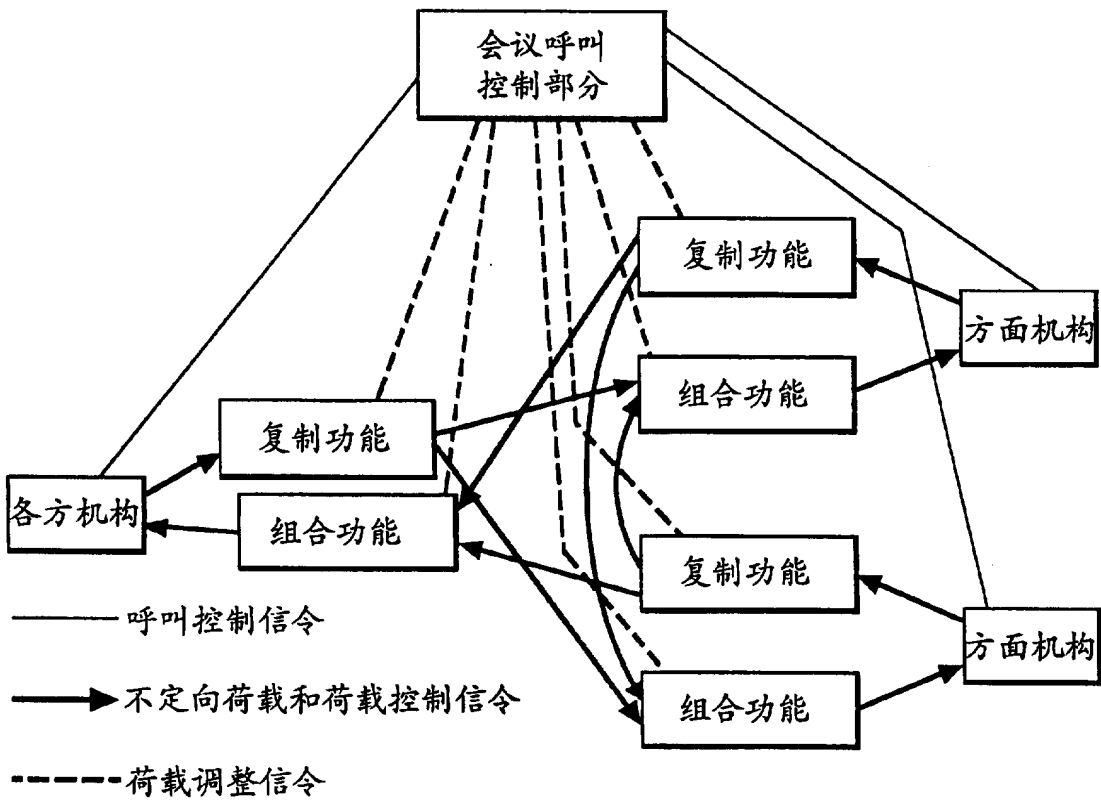 会议呼叫
控制部分
复制功能
方面机构
组合功能
复制功能
各方机构
组合功能
复制功能
呼叫控制信令
方面机构
不定向荷载和荷载控制信令
组合功能
荷载调整信令